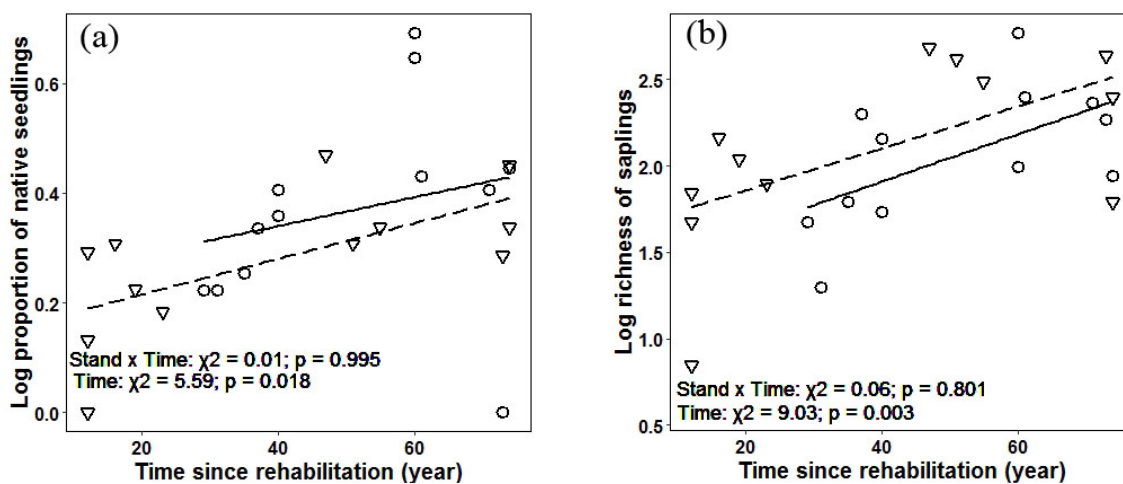 (a)
Log proportion of native seedlings
0.6
0.4
0.2
0.0
Stand x Time: χ2 = 0.01; p = 0.995
Time: χ2 = 5.59; p = 0.018
20 40 60
Time since rehabilitation (year)
(b)
Log richness of saplings
2.5
2.0
1.5
1.0
0.5
Stand x Time: χ2 = 0.06; p = 0.801
Time: χ2 = 9.03; p = 0.003
20 40 60
Time since rehabilitation (year)